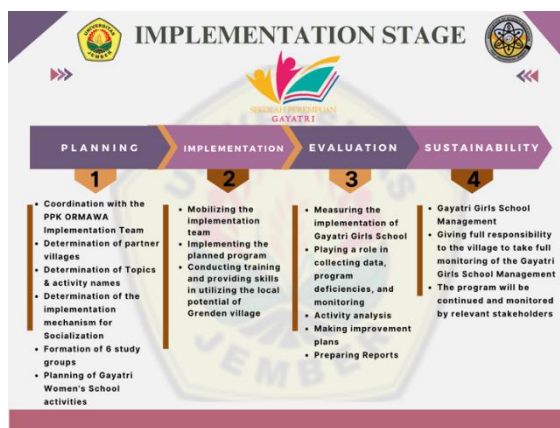 UNIVERSITAS
JEMBER
IMPLEMENTATION STAGE
SEKOLAH PEREMPUAN
GAYATRI
PLANNING
IMPLEMENTATION
EVALUATION
SUSTAINABILITY
1
• Coordination with the
PPK ORMAWA
Implementation Team
• Determination of partner
villages
• Determination of Topics
& activity names
• Determination of the
implementation
mechanism for
Socialization
• Formation of 6 study
groups
• Planning of Gayatri
Women's School
activities
2
• Mobilizing the
implementation
team
• Implementing the
planned program
• Conducting training
and providing skills
in utilizing the local
potential of
Grenden village
3
• Measuring the
implementation of
Gayatri Girls School
• Playing a role in
collecting data,
program
deficiencies, and
monitoring
• Activity analysis
• Making improvement
plans
• Preparing Reports
4
• Gayatri Girls School
Management
• Giving full responsibility
to the village to take full
monitoring of the Gayatri
Girls School Management
• The program will be
continued and monitored
by relevant stakeholders
JEMBER